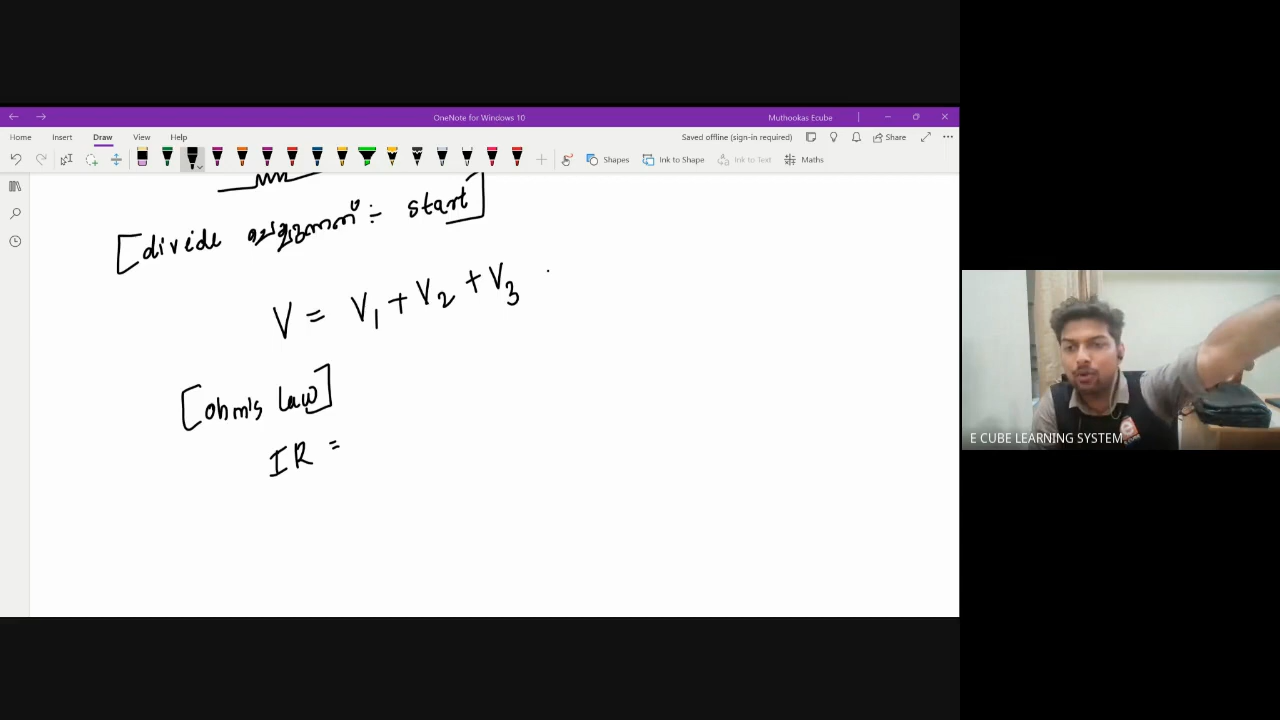 OneNote for Windows 10
Muthookas Ecube
Home Insert Draw View Help
Saved offline (sign-in required)
Share
Shapes Ink to Shape Ink to Text Maths
[divide ÷ start]
V = V₁ + V₂ + V₃
[ohm's law]
IR =
E CUBE LEARNING SYSTEM